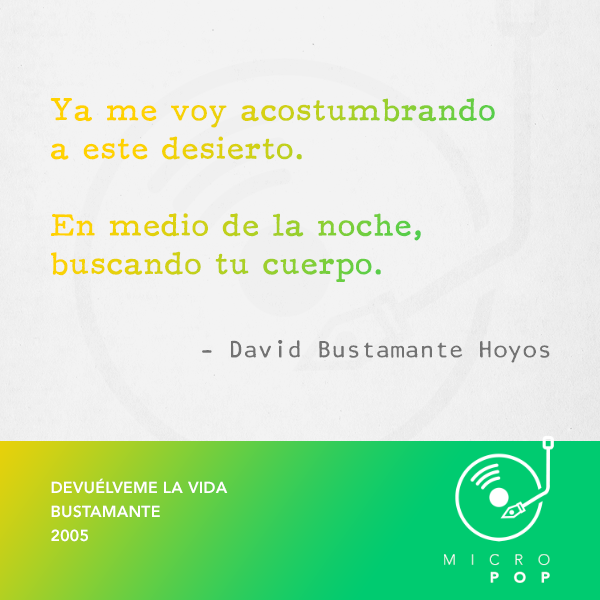 Ya me voy acostumbrando
a este desierto.
En medio de la noche,
buscando tu cuerpo.
- David Bustamante Hoyos
DEVUÉLVEME LA VIDA
BUSTAMANTE
2005
MICRO
POP